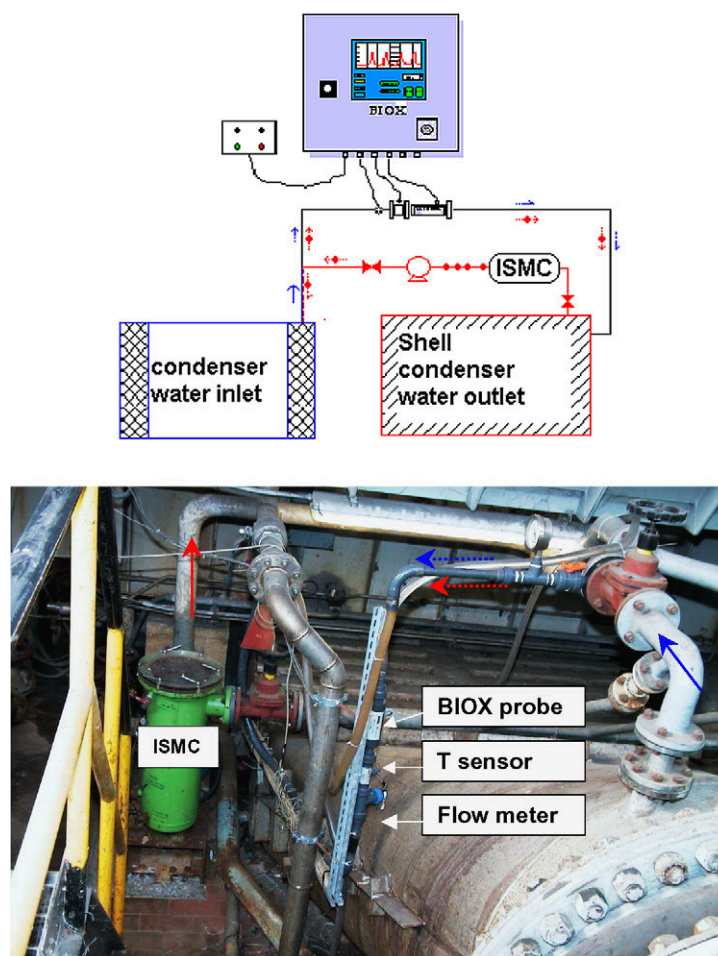 BIOX
ISMC
condenser
water inlet
Shell
condenser
water outlet
BIOX probe
ISMC
T sensor
Flow meter